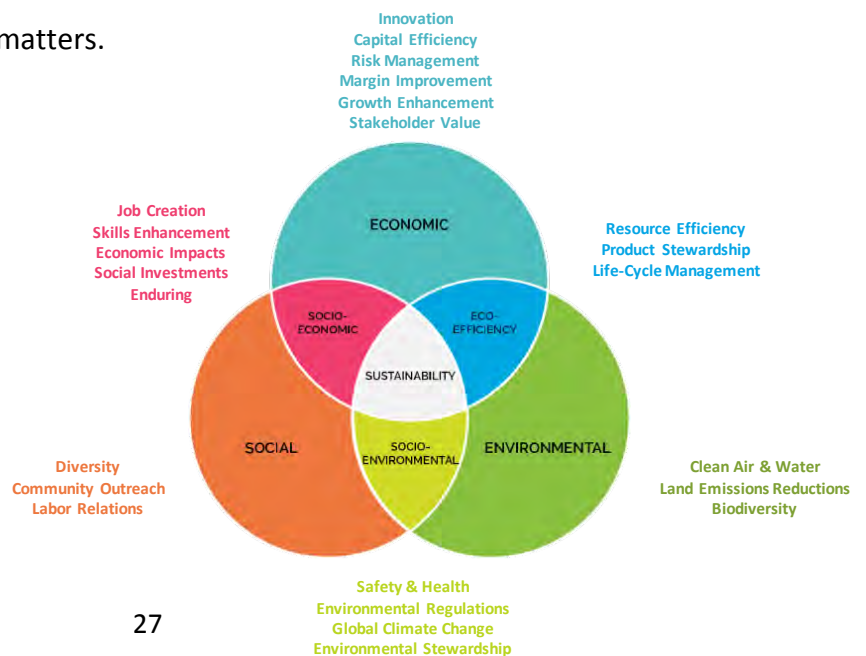 matters.
Innovation
Capital Efficiency
Risk Management
Margin Improvement
Growth Enhancement
Stakeholder Value
Job Creation
Skills Enhancement
Economic Impacts
Social Investments
Enduring
ECONOMIC
Resource Efficiency
Product Stewardship
Life-Cycle Management
SOCIO-
ECONOMIC
ECO-
EFFICIENCY
SUSTAINABILITY
SOCIAL
SOCIO-
ENVIRONMENTAL
ENVIRONMENTAL
Diversity
Community Outreach
Labor Relations
Clean Air & Water
Land Emissions Reductions
Biodiversity
Safety & Health
Environmental Regulations
Global Climate Change
Environmental Stewardship
27